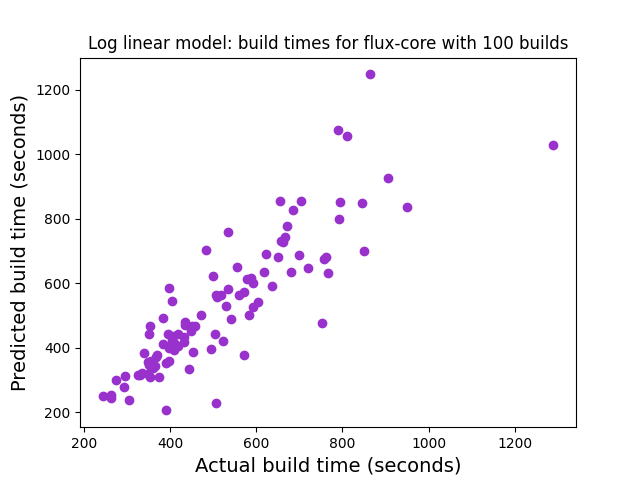 Log linear model: build times for flux-core with 100 builds
1200
1000
800
600
400
200
Predicted build time (seconds)
200 400 600 800 1000 1200
Actual build time (seconds)